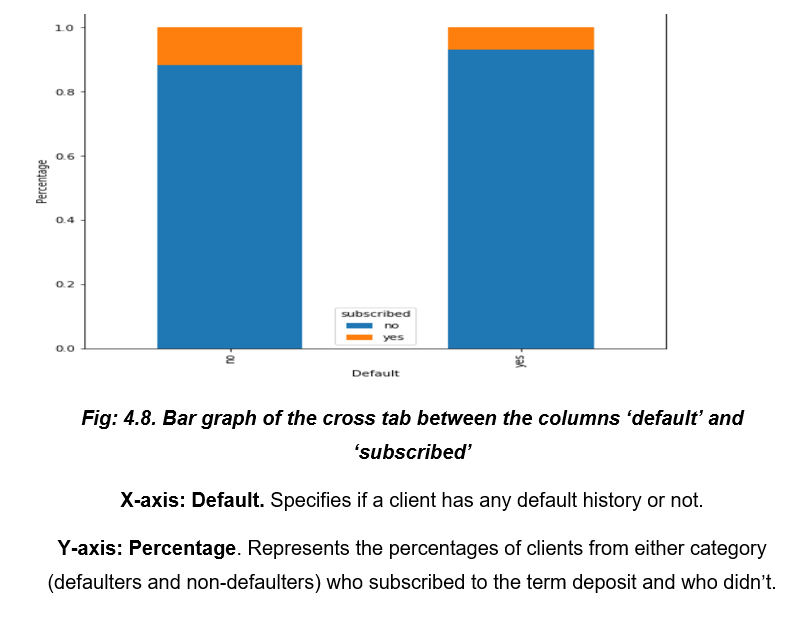 1.0
0.8
0.6
0.4
0.2
0.0
Percentage
subscribed
no
yes
no
yes
Default
Fig: 4.8. Bar graph of the cross tab between the columns ‘default’ and
‘subscribed’
X-axis: Default. Specifies if a client has any default history or not.
Y-axis: Percentage. Represents the percentages of clients from either category
(defaulters and non-defaulters) who subscribed to the term deposit and who didn’t.